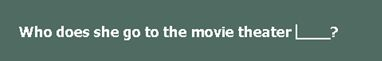 Who does she go to the movie theater ____?